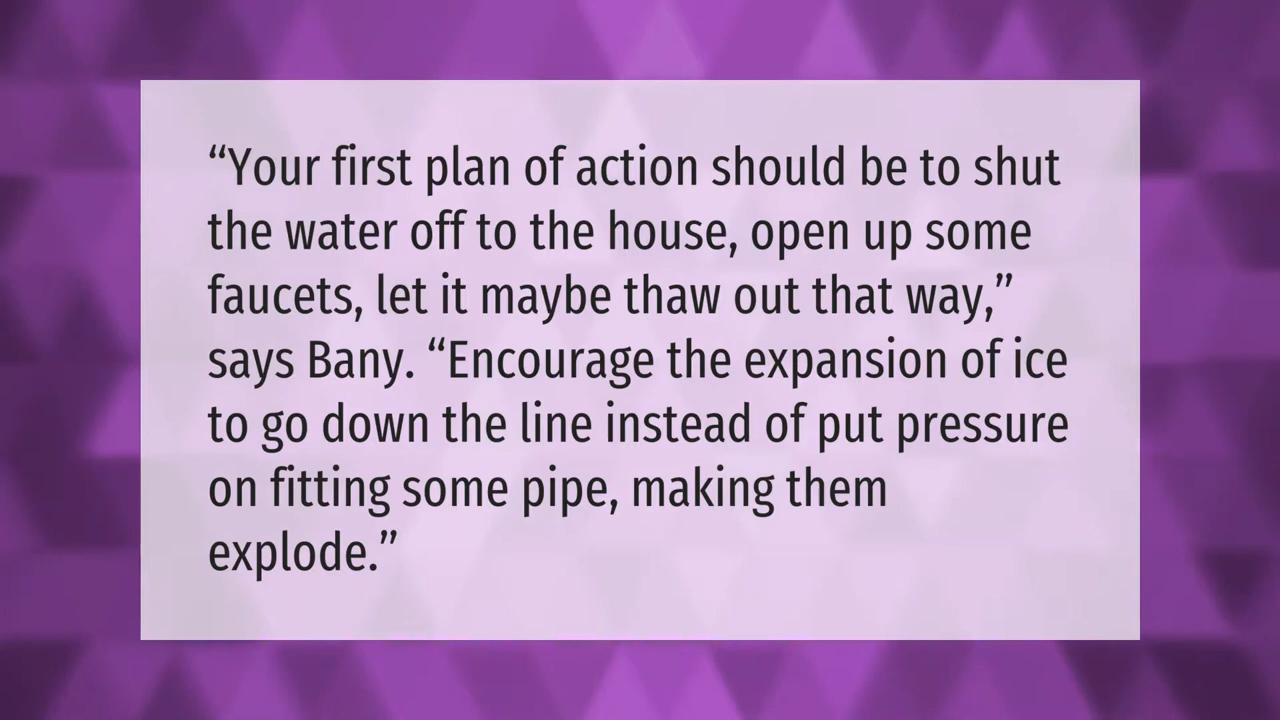 “Your first plan of action should be to shut
the water off to the house, open up some
faucets, let it maybe thaw out that way,”
says Bany. “Encourage the expansion of ice
to go down the line instead of put pressure
on fitting some pipe, making them
explode.”